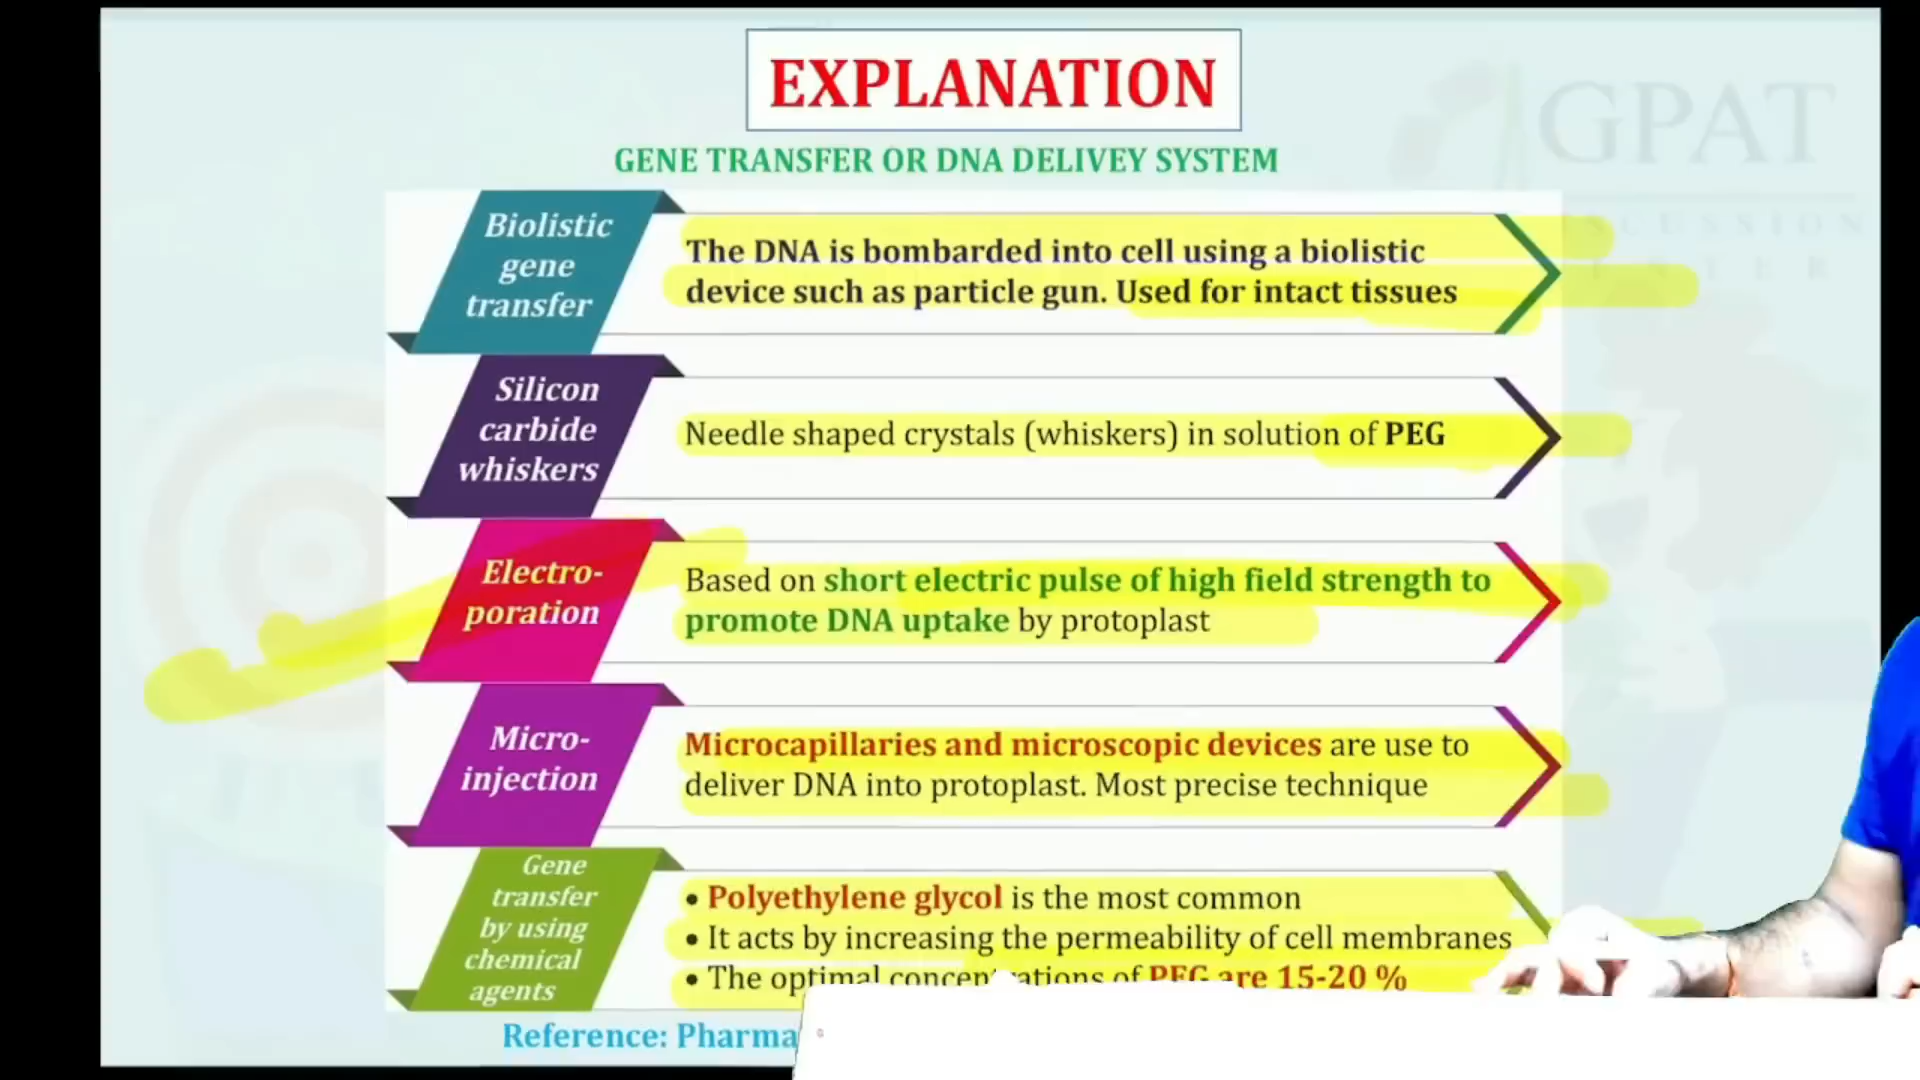 EXPLANATION
GPAT
GENE TRANSFER OR DNA DELIVEY SYSTEM
Biolistic
gene
transfer
The DNA is bombarded into cell using a biolistic
device such as particle gun. Used for intact tissues
Silicon
carbide
whiskers
Needle shaped crystals (whiskers) in solution of PEG
Electro-
poration
Based on short electric pulse of high field strength to
promote DNA uptake by protoplast
Micro-
injection
Microcapillaries and microscopic devices are use to
deliver DNA into protoplast. Most precise technique
Gene
transfer
by using
chemical
agents
• Polyethylene glycol is the most common
• It acts by increasing the permeability of cell membranes
• The optimal concentrations of PEG are 15-20 %
Reference: Pharma